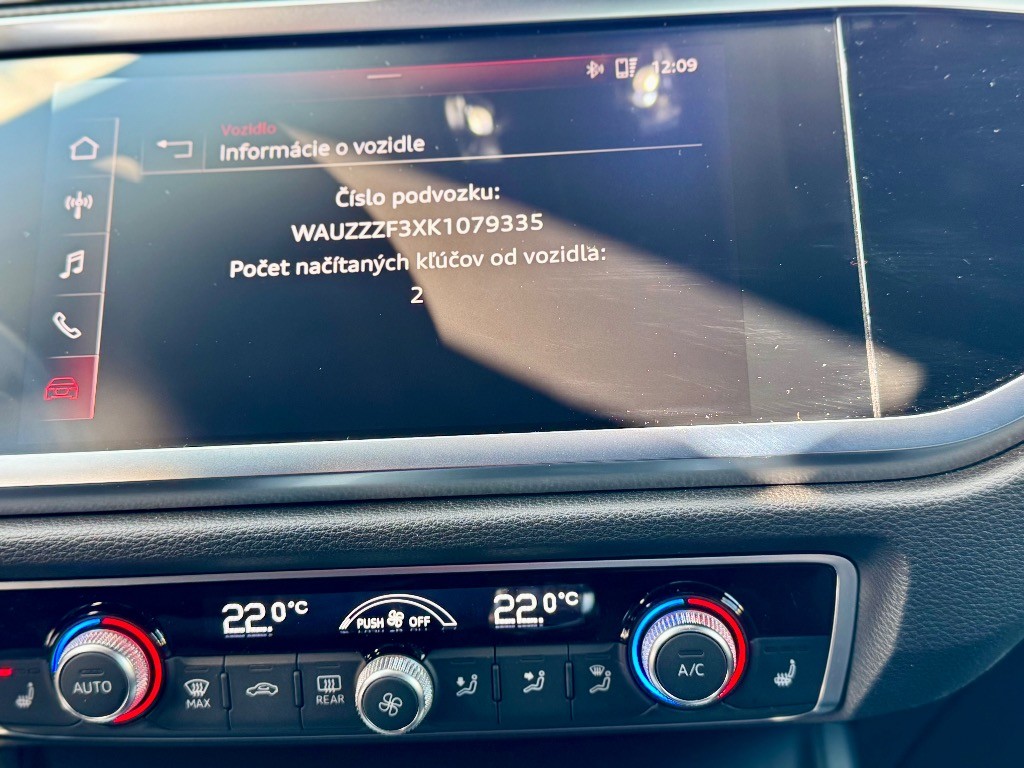 12:09
Vozidlo
Informácie o vozidle
Číslo podvozku:
WAUZZZF3XK1079335
Počet načítaných kľúčov od vozidla:
2
22.0°C
PUSH OFF
22.0°C
AUTO
MAX
REAR
A/C